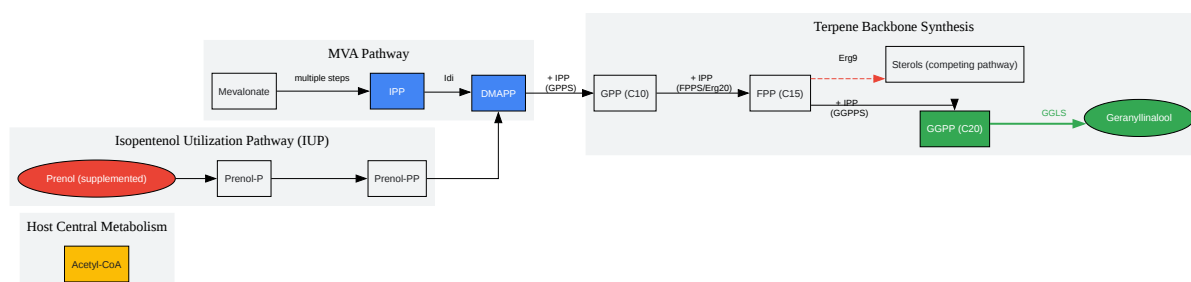 Terpene Backbone Synthesis
MVA Pathway
Erg9
Sterols (competing pathway)
multiple steps
Idi
+ IPP
(GPPS)
+ IPP
(FPPS/Erg20)
Mevalonate
IPP
DMAPP
GPP (C10)
FPP (C15)
+ IPP
(GGPPS)
GGPP (C20)
GGLS
Geranyllinalool
Isopentenol Utilization Pathway (IUP)
Prenol (supplemented)
Prenol-P
Prenol-PP
Host Central Metabolism
Acetyl-CoA